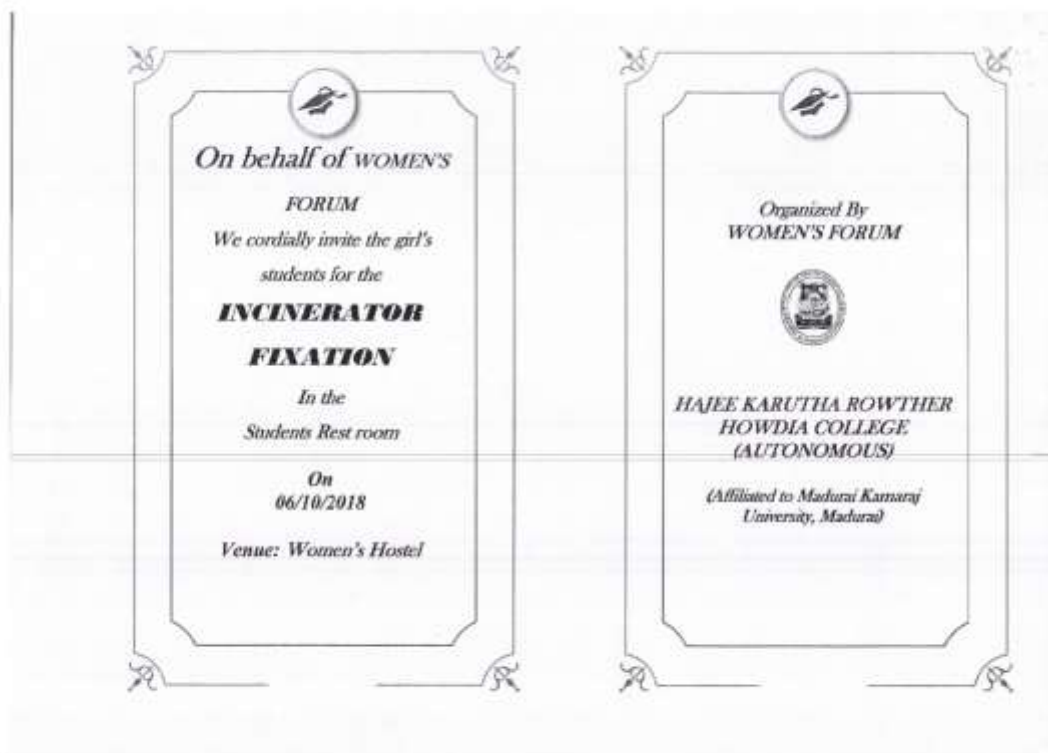 On behalf of WOMEN'S
FORUM
We cordially invite the girl's
students for the
INCINERATOR
FIXATION
In the
Students Rest room
On
06/10/2018
Venue: Women's Hostel
Organized By
WOMEN'S FORUM
HAJEE KARUTHA ROWTHER
HOWDIA COLLEGE
(AUTONOMOUS)
(Affiliated to Madurai Kamaraj
University, Madurai)